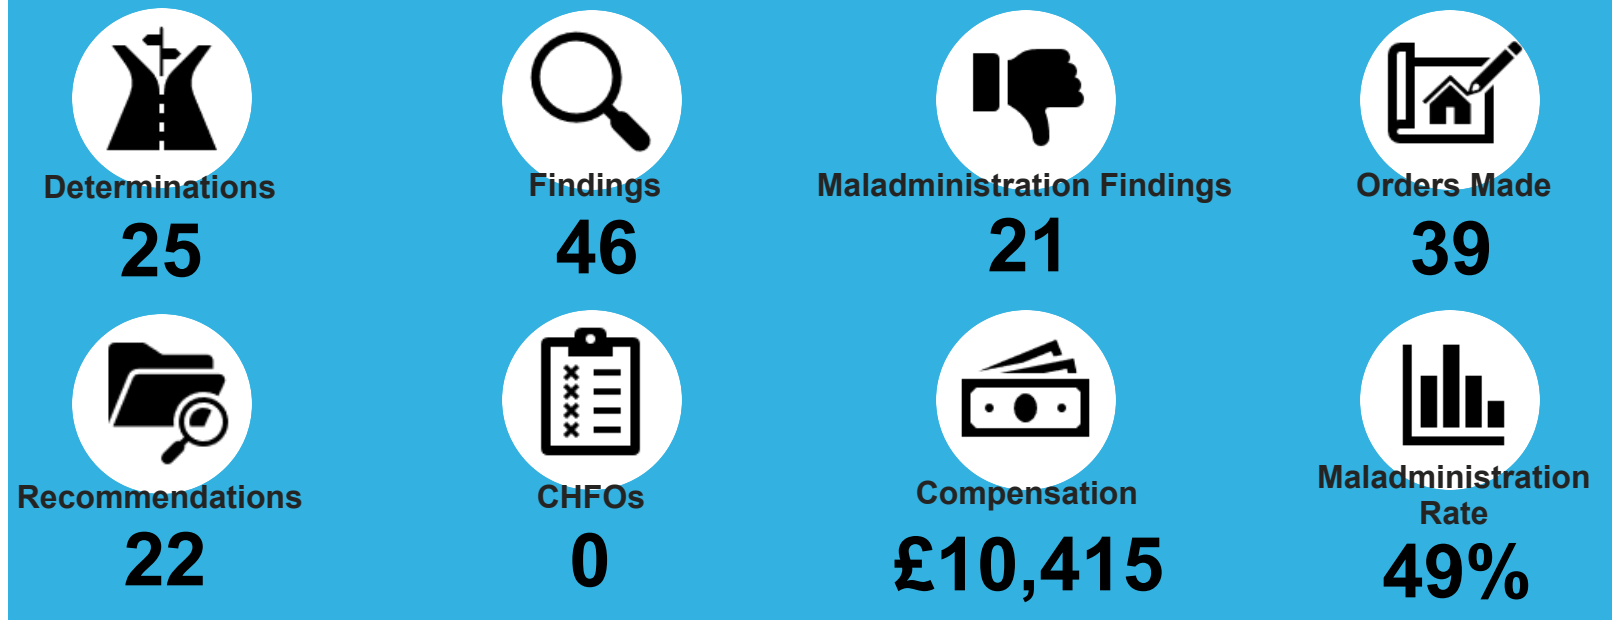 Determinations
25
Findings
46
Maladministration Findings
21
Orders Made
39
Recommendations
22
CHFOs
0
Compensation
£10,415
Maladministration
Rate
49%